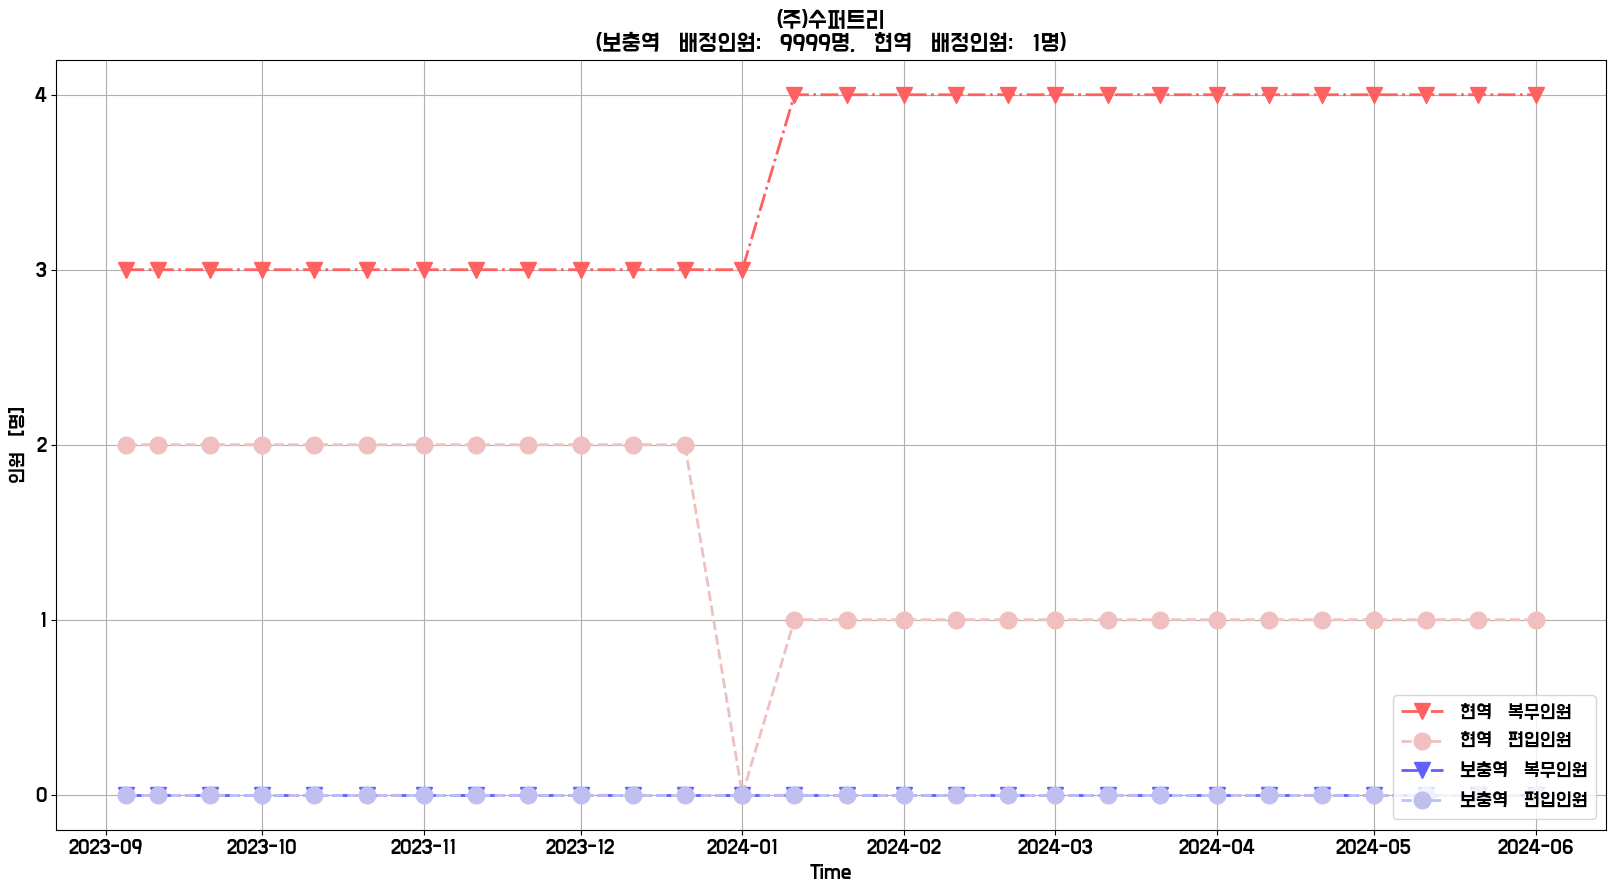 (주)수퍼트리
(보충역 배정인원: 9999명, 현역 배정인원: 1명)
인원 [명]
4
3
2
1
0
현역 복무인원
현역 편입인원
보충역 복무인원
보충역 편입인원
2023-09 2023-10 2023-11 2023-12 2024-01 2024-02 2024-03 2024-04 2024-05 2024-06
Time